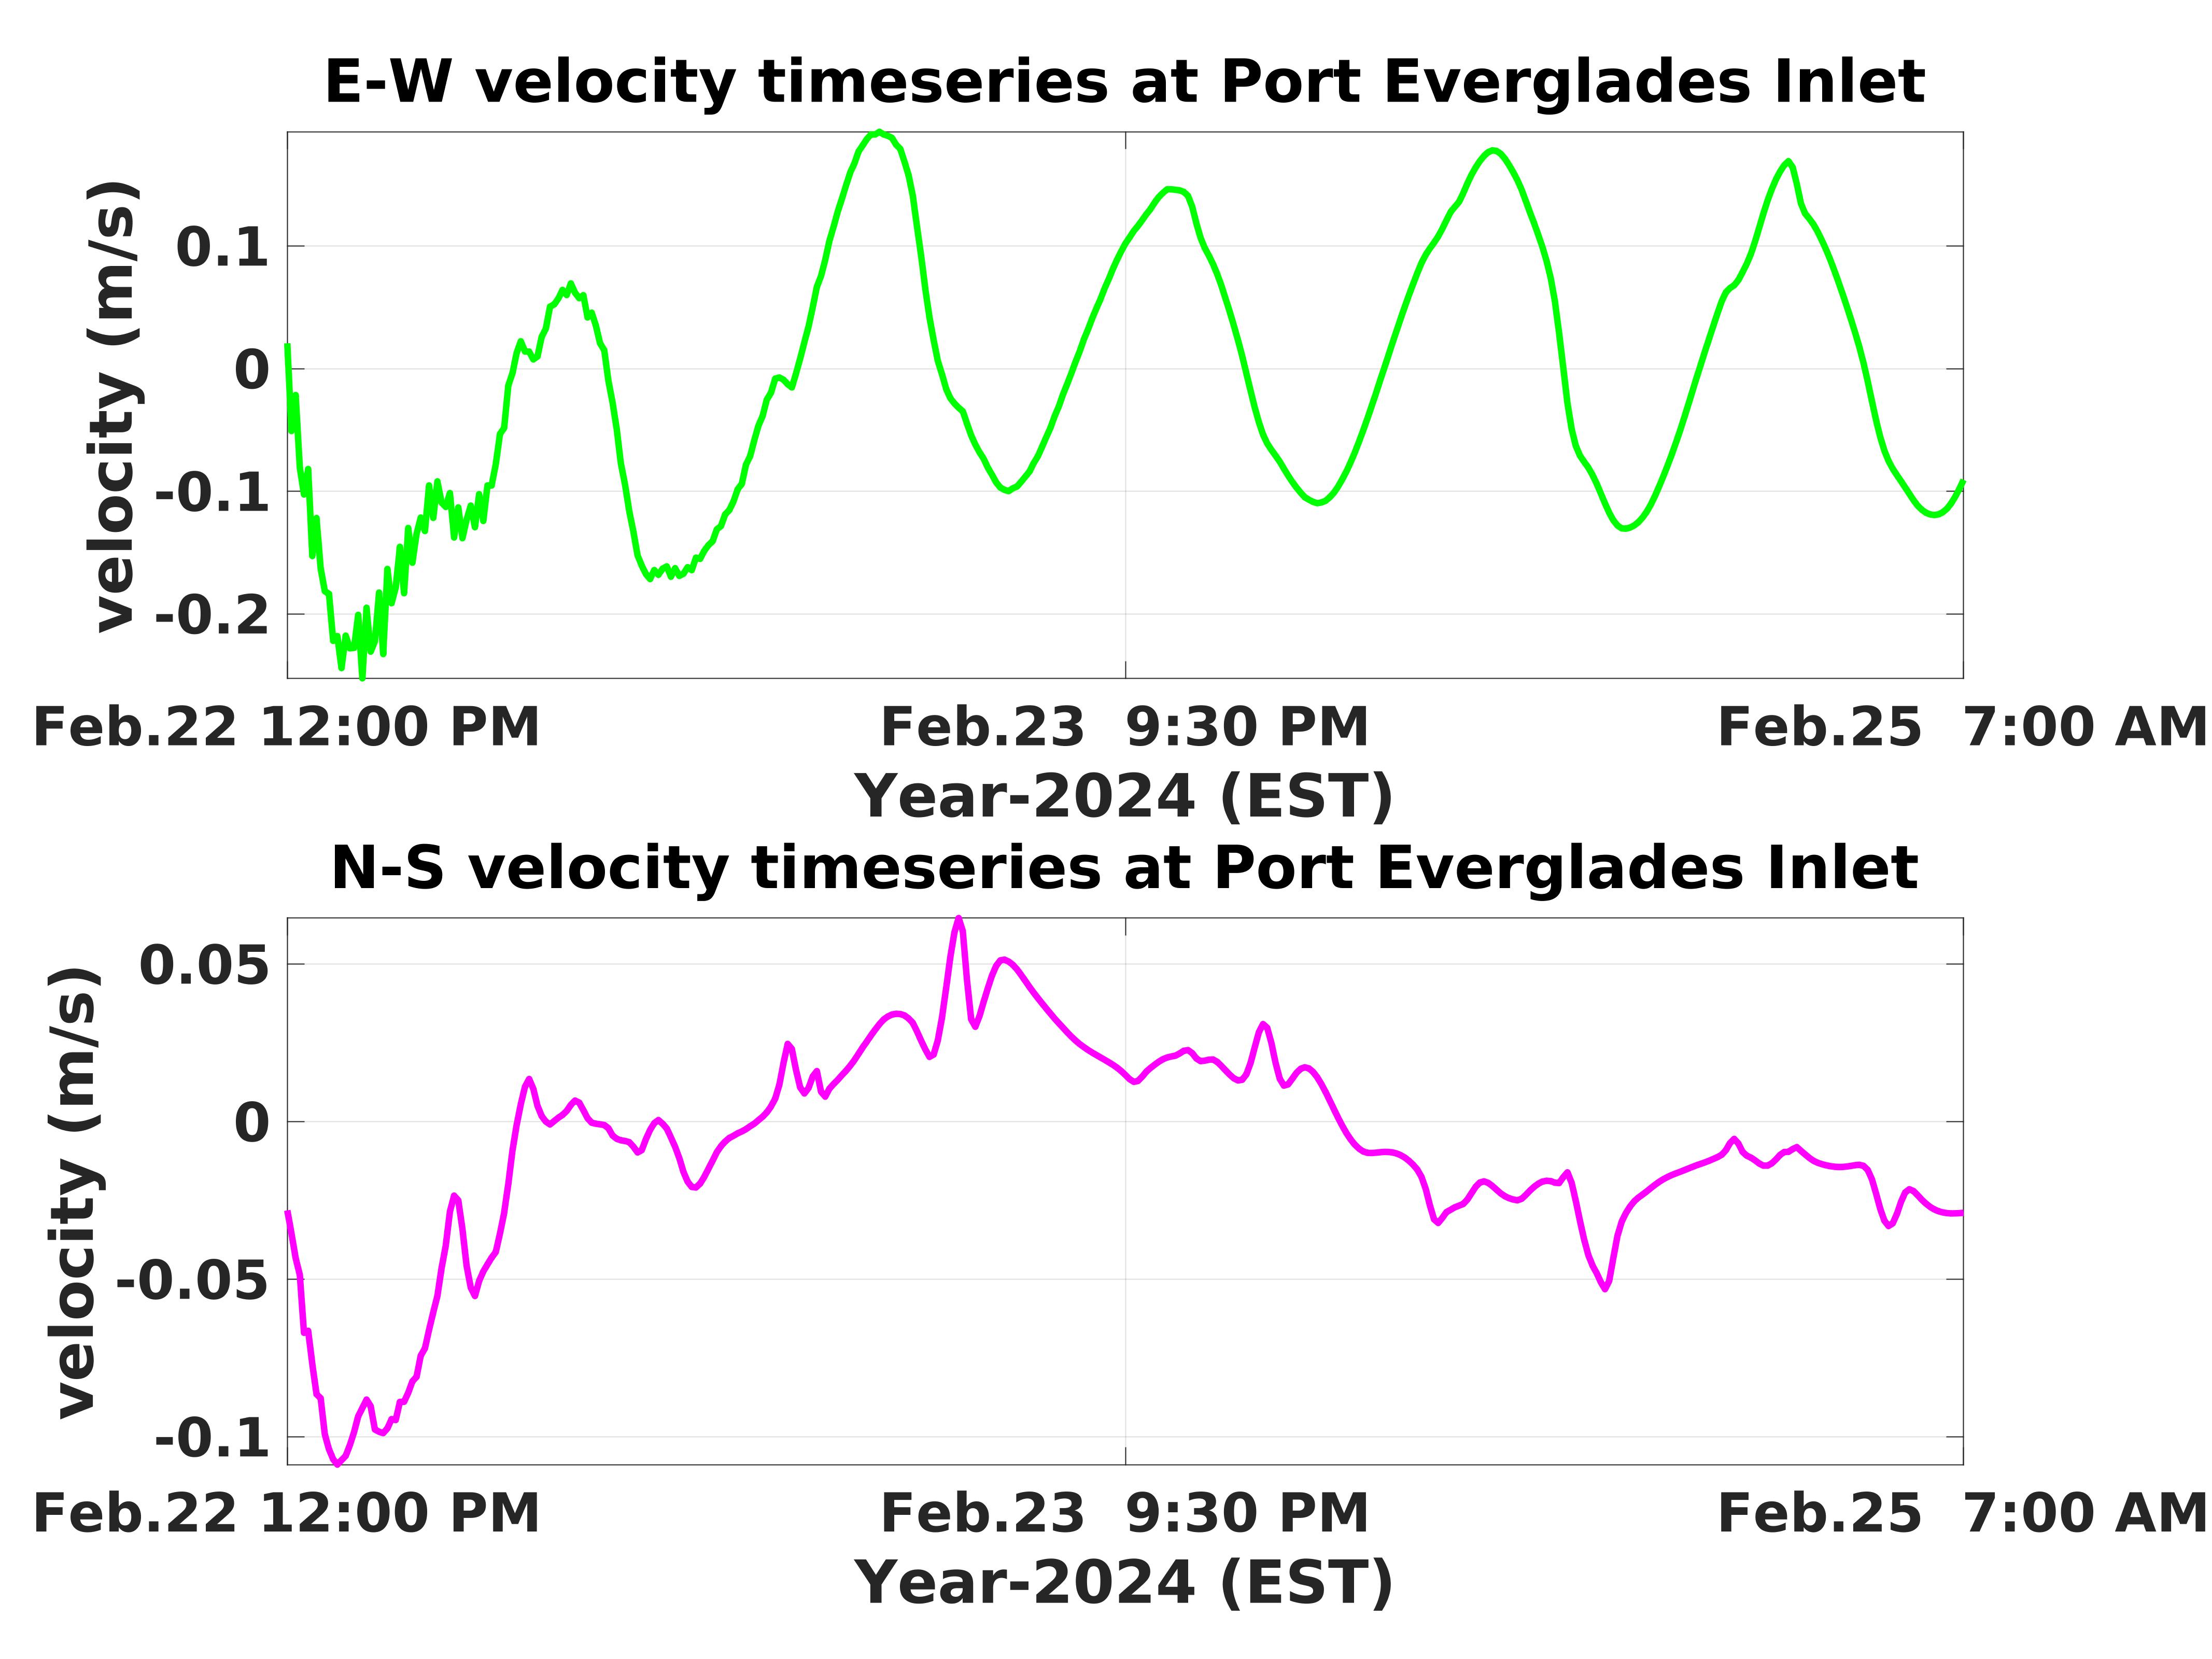 E-W velocity timeseries at Port Everglades Inlet
velocity (m/s)
0.1
0
-0.1
-0.2
Feb.22 12:00 PM Feb.23 9:30 PM Feb.25 7:00 AM
Year-2024 (EST)
N-S velocity timeseries at Port Everglades Inlet
velocity (m/s)
0.05
0
-0.05
-0.1
Feb.22 12:00 PM Feb.23 9:30 PM Feb.25 7:00 AM
Year-2024 (EST)